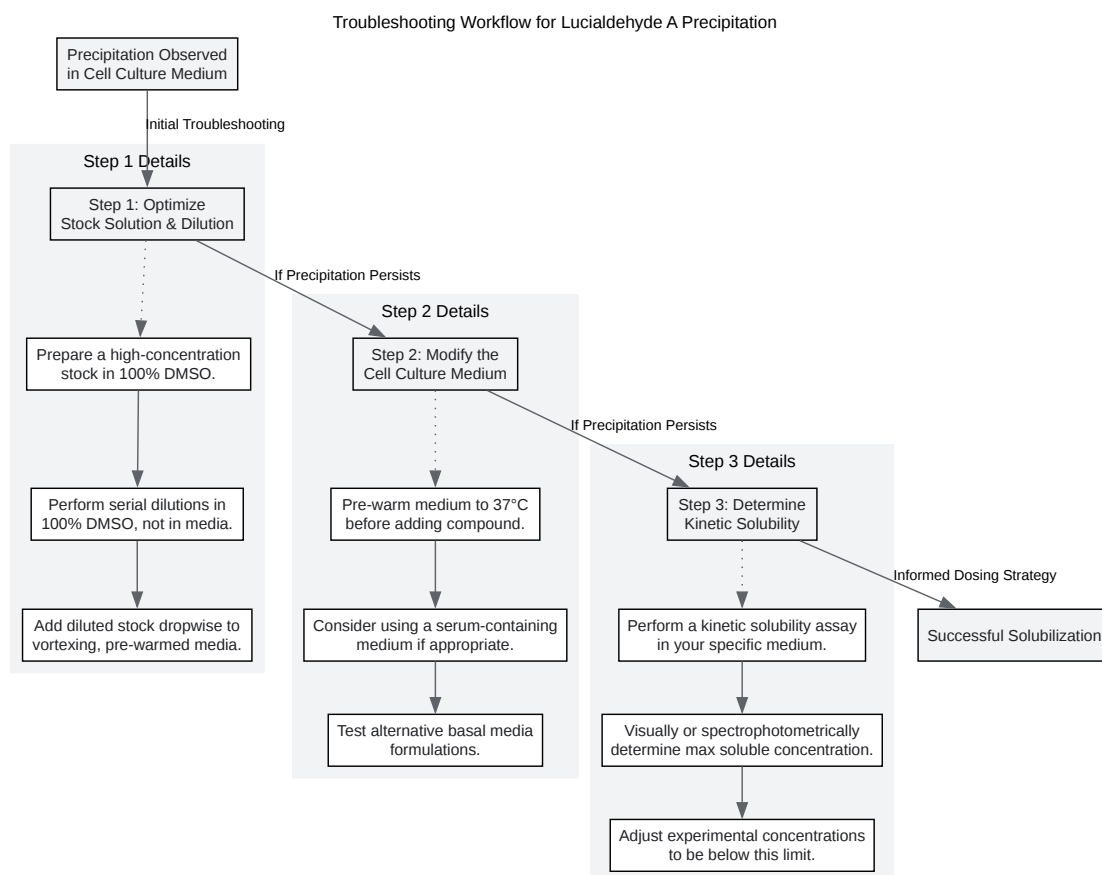 Troubleshooting Workflow for Lucialdehyde A Precipitation
Precipitation Observed
in Cell Culture Medium
Initial Troubleshooting
Step 1 Details
Step 1: Optimize
Stock Solution & Dilution
Prepare a high-concentration
stock in 100% DMSO.
Perform serial dilutions in
100% DMSO, not in media.
Add diluted stock dropwise to
vortexing, pre-warmed media.
If Precipitation Persists
Step 2 Details
Step 2: Modify the
Cell Culture Medium
Pre-warm medium to 37°C
before adding compound.
Consider using a serum-containing
medium if appropriate.
Test alternative basal media
formulations.
If Precipitation Persists
Step 3 Details
Step 3: Determine
Kinetic Solubility
Perform a kinetic solubility assay
in your specific medium.
Visually or spectrophotometrically
determine max soluble concentration.
Adjust experimental concentrations
to be below this limit.
Informed Dosing Strategy
Successful Solubilization